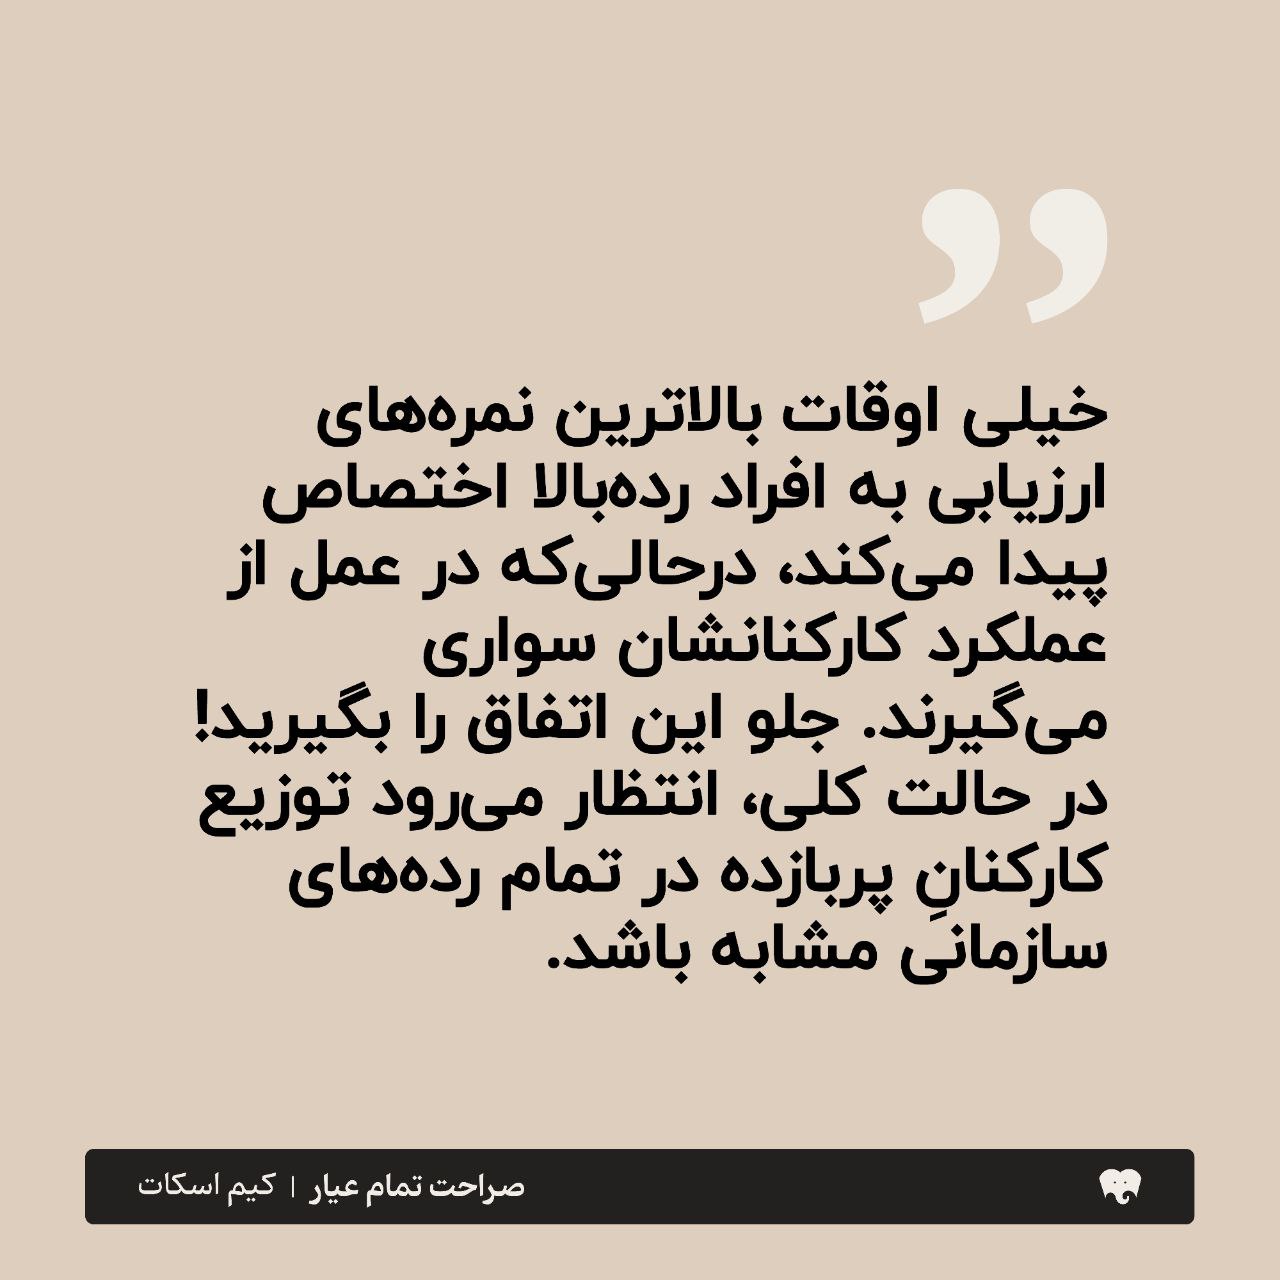 ”
خیلی اوقات بالاترین نمره‌های
ارزیابی به افراد رده‌بالا اختصاص
پیدا می‌کند، درحالی‌که در عمل از
عملکرد کارکنانشان سواری
می‌گیرند. جلو این اتفاق را بگیرید!
در حالت کلی، انتظار می‌رود توزیع
کارکنانِ پربازده در تمام رده‌های
سازمانی مشابه باشد.
صراحت تمام عیار | کیم اسکات